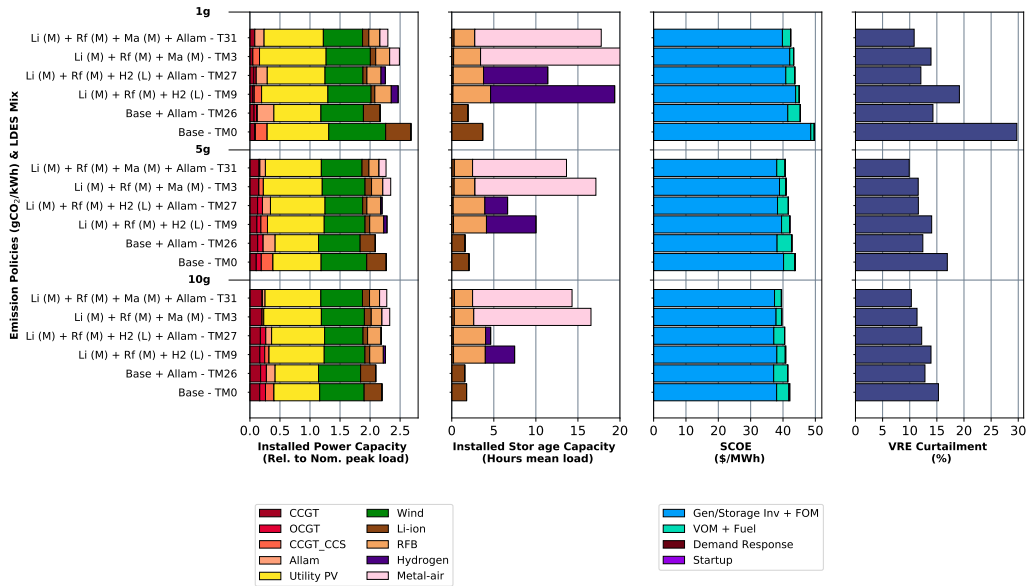 Emission Policies (gCO₂/kWh) & LDES Mix
1g
Li (M) + Rf (M) + Ma (M) + Allam - T31
Li (M) + Rf (M) + Ma (M) - TM3
Li (M) + Rf (M) + H2 (L) + Allam - TM27
Li (M) + Rf (M) + H2 (L) - TM9
Base + Allam - TM26
Base - TM0
5g
Li (M) + Rf (M) + Ma (M) + Allam - T31
Li (M) + Rf (M) + Ma (M) - TM3
Li (M) + Rf (M) + H2 (L) + Allam - TM27
Li (M) + Rf (M) + H2 (L) - TM9
Base + Allam - TM26
Base - TM0
10g
Li (M) + Rf (M) + Ma (M) + Allam - T31
Li (M) + Rf (M) + Ma (M) - TM3
Li (M) + Rf (M) + H2 (L) + Allam - TM27
Li (M) + Rf (M) + H2 (L) - TM9
Base + Allam - TM26
Base - TM0
0.0 0.5 1.0 1.5 2.0 2.5
Installed Power Capacity
(Rel. to Nom. peak load)
0 5 10 15 20
Installed Stor age Capacity
(Hours mean load)
0 10 20 30 40 50
SCOE
($/MWh)
0 5 10 15 20 25 30
VRE Curtailment
(%)
CCGT
OCGT
CCGT_CCS
Allam
Utility PV
Wind
Li-ion
RFB
Hydrogen
Metal-air
Gen/Storage Inv + FOM
VOM + Fuel
Demand Response
Startup